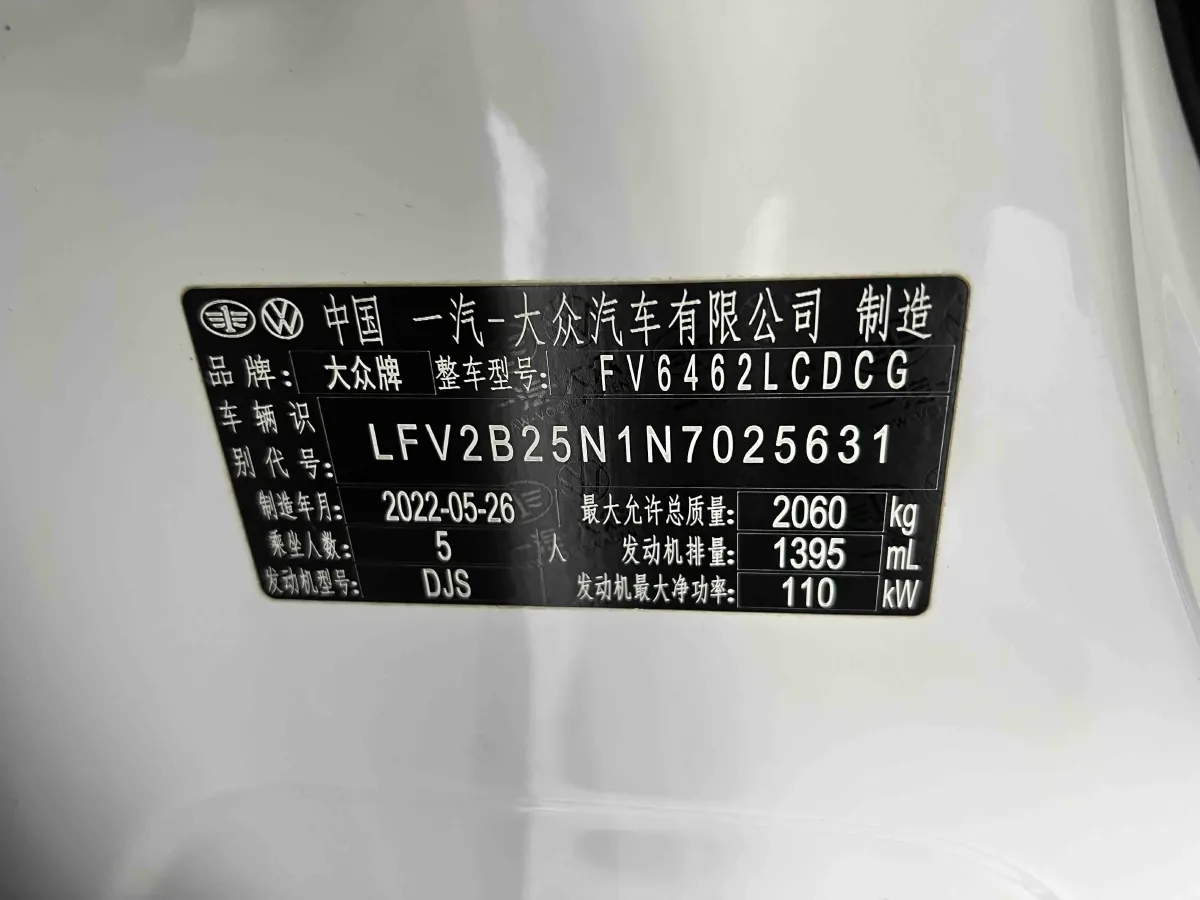 中国 一汽-大众汽车有限公司 制造
品牌: 大众牌 整车型号: FV6462LCDCG
车辆识别代号: LFV2B25N1N7025631
制造年月: 2022-05-26 最大允许总质量: 2060 kg
乘坐人数: 5 人 发动机排量: 1395 mL
发动机型号: DJS 发动机最大净功率: 110 kW